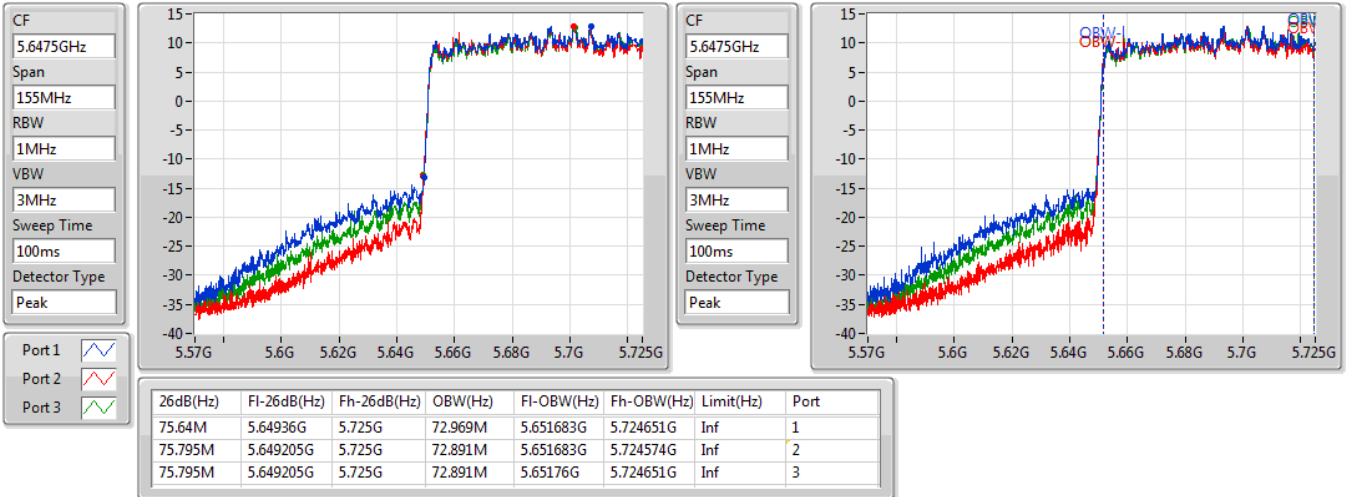 CF
5.6475GHz
Span
155MHz
RBW
1MHz
VBW
3MHz
Sweep Time
100ms
Detector Type
Peak
Port 1
Port 2
Port 3
15
10
5
0
-5
-10
-15
-20
-25
-30
-35
-40
5.57G 5.6G 5.62G 5.64G 5.66G 5.68G 5.7G 5.725G
CF
5.6475GHz
Span
155MHz
RBW
1MHz
VBW
3MHz
Sweep Time
100ms
Detector Type
Peak
15
10
5
0
-5
-10
-15
-20
-25
-30
-35
-40
5.57G 5.6G 5.62G 5.64G 5.66G 5.68G 5.7G 5.725G
26dB(Hz) Fl-26dB(Hz) Fh-26dB(Hz) OBW(Hz) Fl-OBW(Hz) Fh-OBW(Hz) Limit(Hz) Port
75.64M 5.64936G 5.725G 72.969M 5.651683G 5.724651G Inf 1
75.795M 5.649205G 5.725G 72.891M 5.651683G 5.724574G Inf 2
75.795M 5.649205G 5.725G 72.891M 5.65176G 5.724651G Inf 3